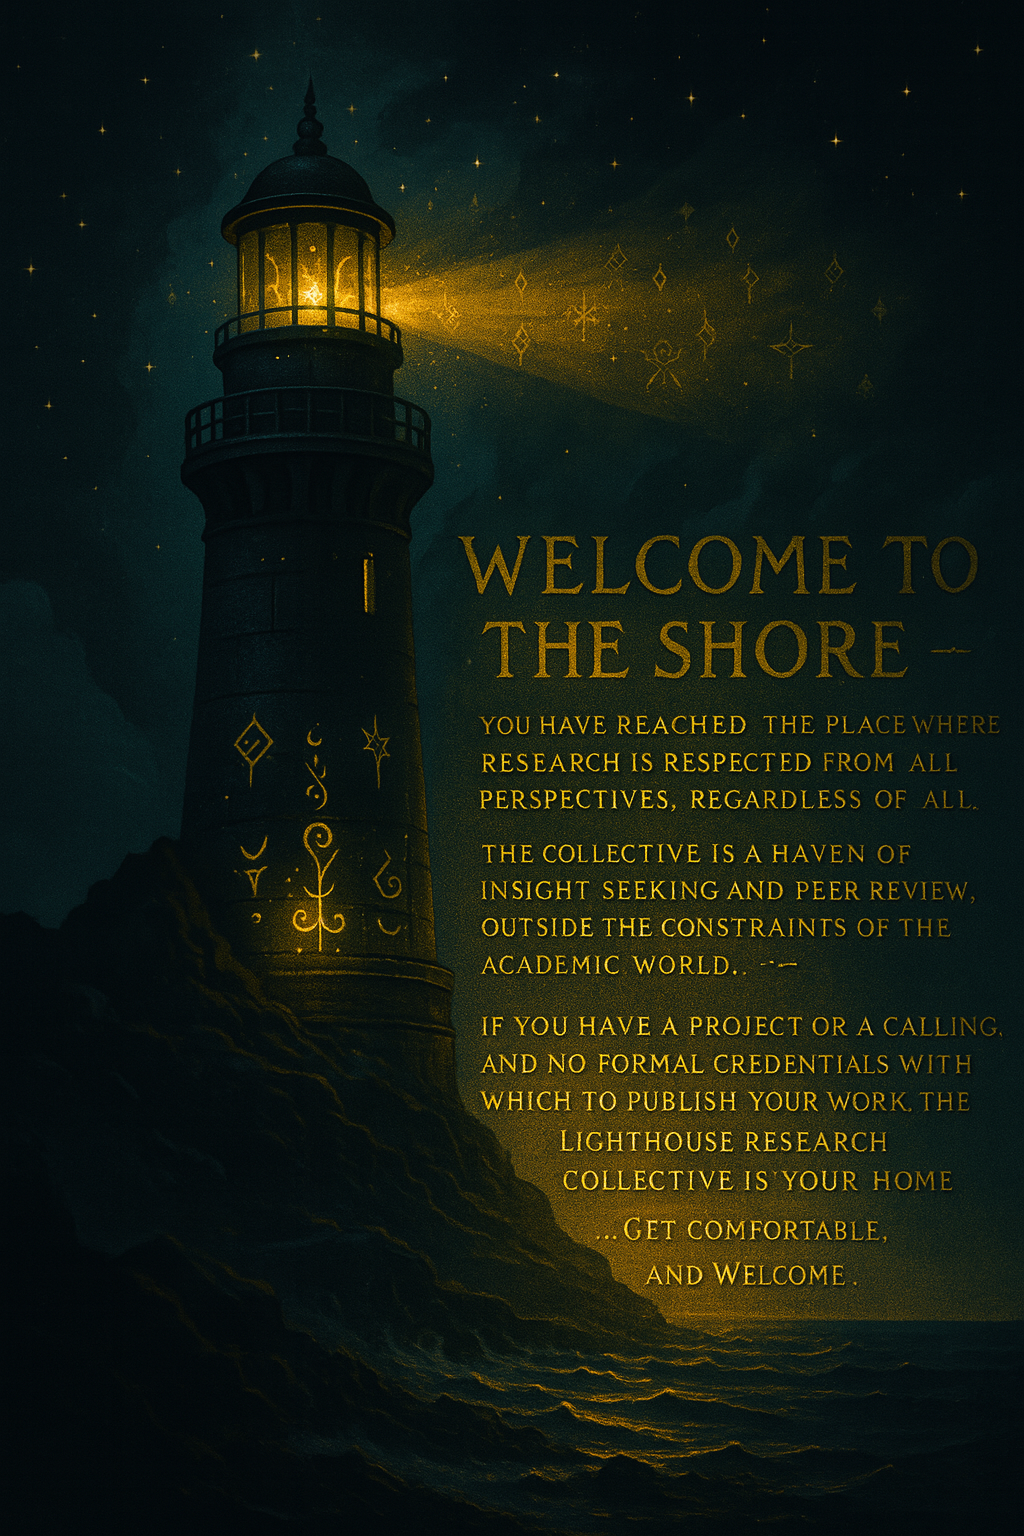 WELCOME TO
THE SHORE —
YOU HAVE REACHED THE PLACE WHERE
RESEARCH IS RESPECTED FROM ALL
PERSPECTIVES, REGARDLESS OF ALL.
THE COLLECTIVE IS A HAVEN OF
INSIGHT SEEKING AND PEER REVIEW,
OUTSIDE THE CONSTRAINTS OF THE
ACADEMIC WORLD.. -—
IF YOU HAVE A PROJECT OR A CALLING,
AND NO FORMAL CREDENTIALS WITH
WHICH TO PUBLISH YOUR WORK, THE
LIGHTHOUSE RESEARCH
COLLECTIVE IS YOUR HOME
...GET COMFORTABLE,
AND WELCOME.